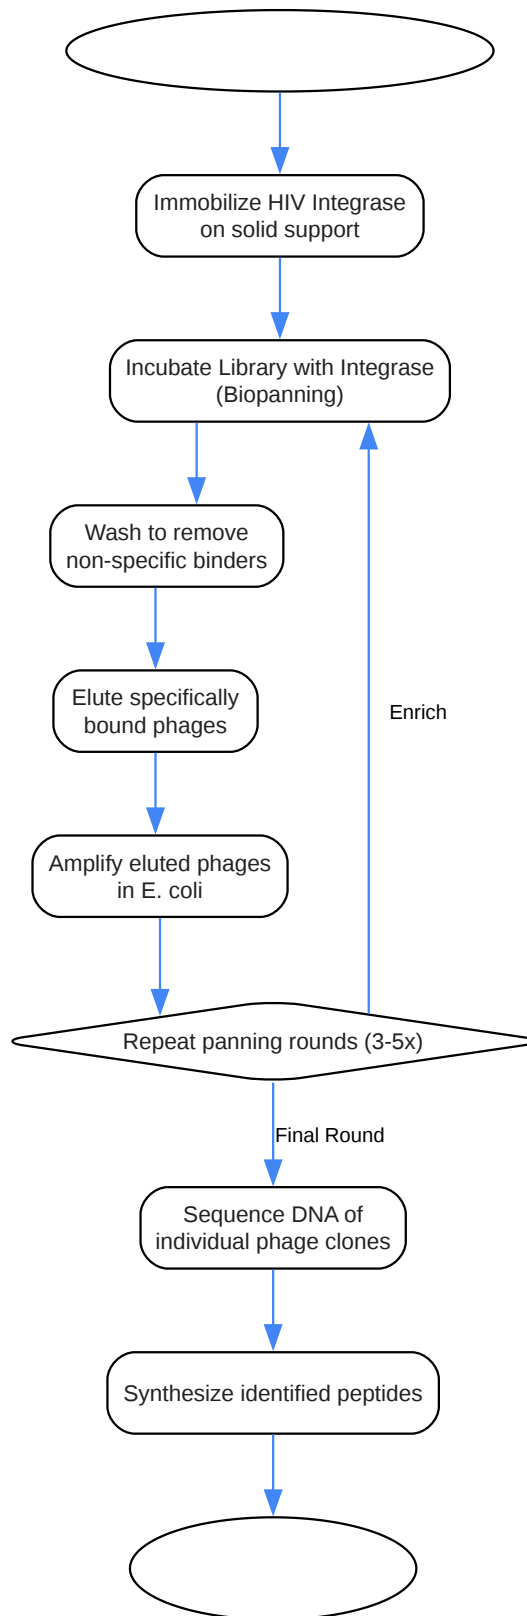 Immobilize HIV Integrase
on solid support
Incubate Library with Integrase
(Biopanning)
Wash to remove
non-specific binders
Elute specifically
bound phages
Enrich
Amplify eluted phages
in E. coli
Repeat panning rounds (3-5x)
Final Round
Sequence DNA of
individual phage clones
Synthesize identified peptides